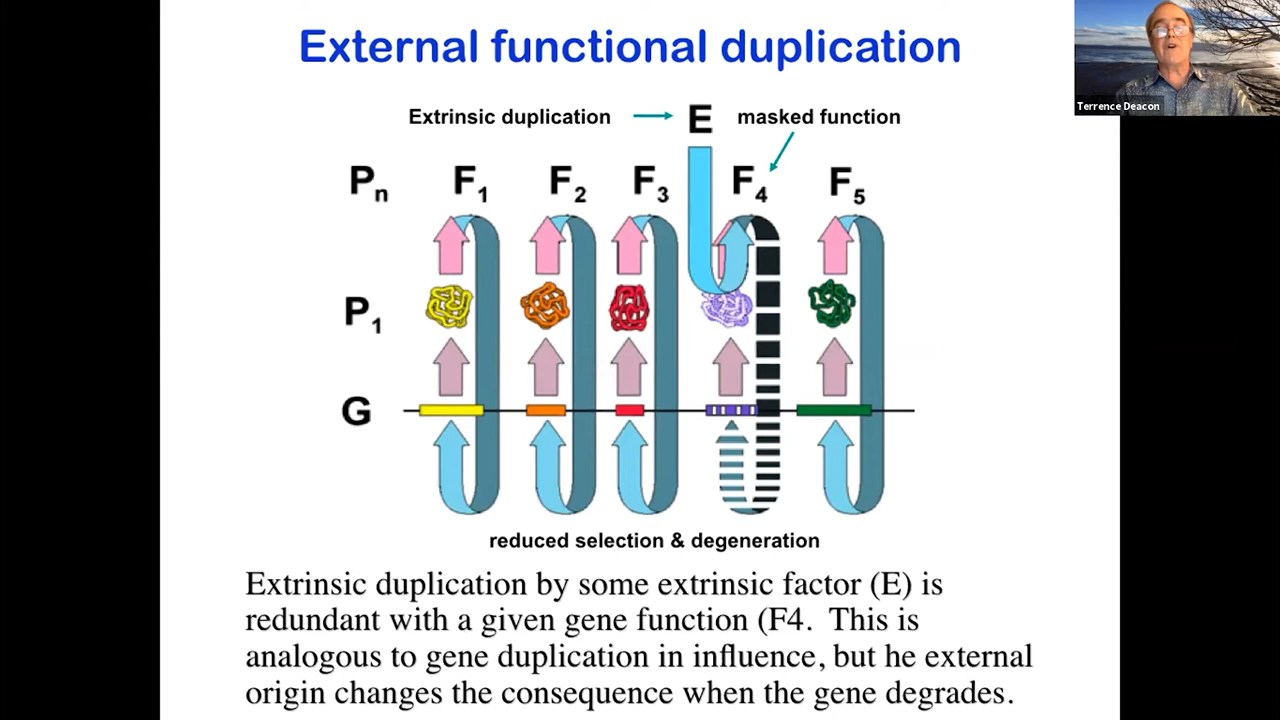 External functional duplication
Terrence Deacon
Extrinsic duplication E masked function
Pn F1 F2 F3 F4 F5
P1
G
reduced selection & degeneration
Extrinsic duplication by some extrinsic factor (E) is
redundant with a given gene function (F4. This is
analogous to gene duplication in influence, but he external
origin changes the consequence when the gene degrades.